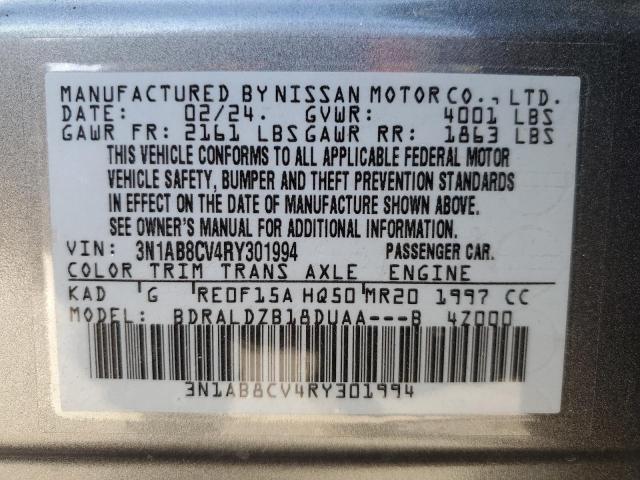 MANUFACTURED BY NISSAN MOTOR CO., LTD.
DATE: 02/24. GVWR: 4001 LBS
GAWR FR: 2161 LBS GAWR RR: 1863 LBS
THIS VEHICLE CONFORMS TO ALL APPLICABLE FEDERAL MOTOR
VEHICLE SAFETY, BUMPER AND THEFT PREVENTION STANDARDS
IN EFFECT ON THE DATE OF MANUFACTURE SHOWN ABOVE.
SEE OWNER'S MANUAL FOR ADDITIONAL INFORMATION.
VIN: 3N1AB8CV4RY301994 PASSENGER CAR.
COLOR TRIM TRANS AXLE ENGINE
KAD G RE0F15A HQ50 MR20 1997 CC
MODEL: BDRALDZB18DUAA---B 4Z000
3N1AB8CV4RY301994